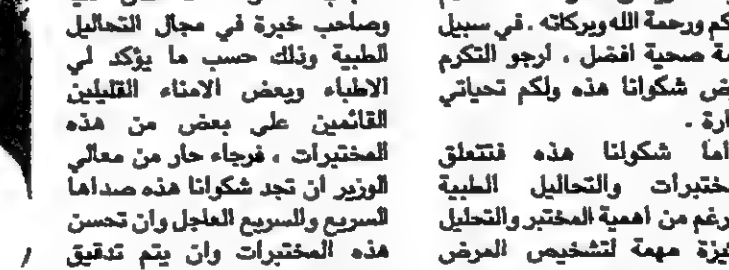 كم ورحمة الله وبركاته . في سبيل
مة صحية افضل ، ارجو التكرم
ض شكوانا هذه ولكم تحياتي
ارة .
اما شكوانا هذه فتتعلق
ختبرات والتحاليل الطبية
رغم من اهمية المختبر والتحليل
يزة مهمة لتشخيص المرض
وصاحب خبرة في مجال التحاليل
الطبية وذلك حسب ما يؤكد لي
الاطباء وبعض الامناء القليلين
القائمين على بعض من هذه
المختبرات ، فرجاء حار من معالي
الوزير ان تجد شكوانا هذه صداها
السريع وللسريع العاجل وان تحسن
هذه المختبرات وان يتم تدقيق